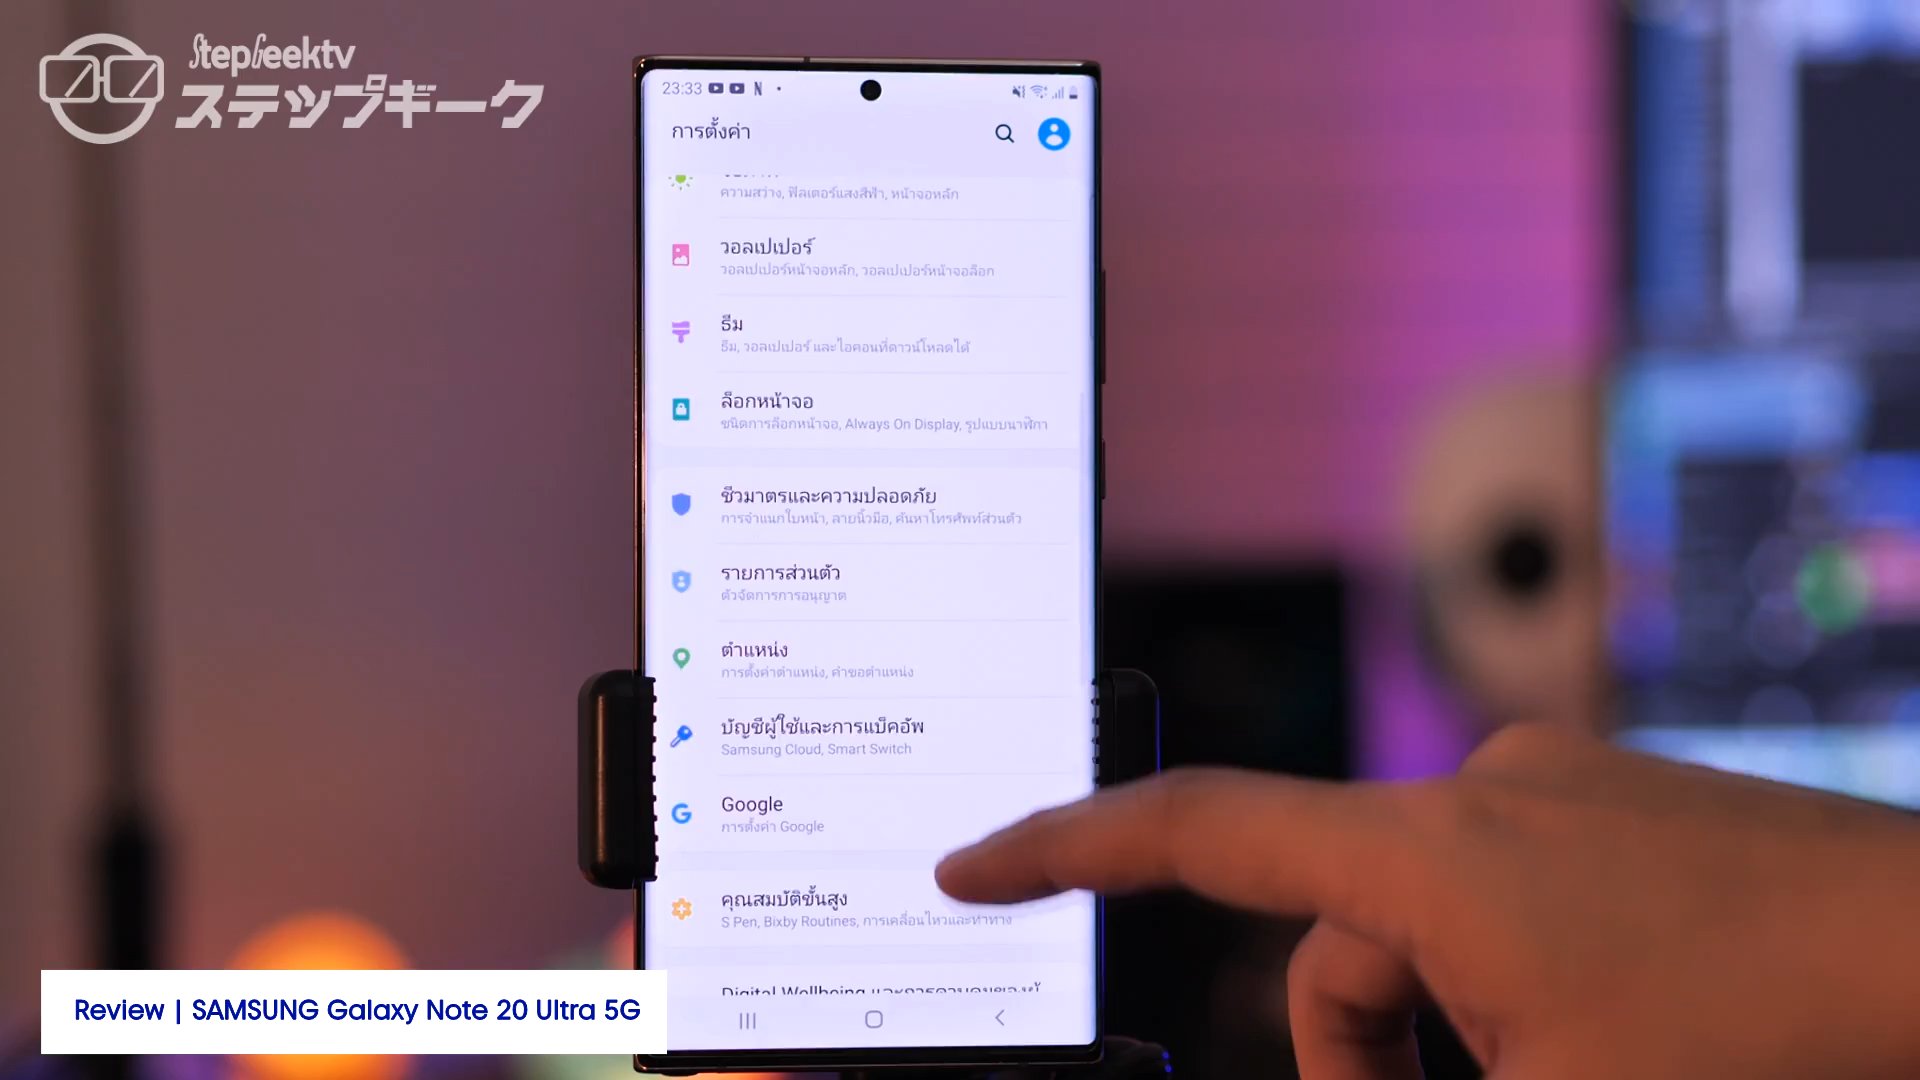 StepGeektv
ステップギーク
23:33
การตั้งค่า
ความสว่าง, ฟิลเตอร์แสงสีฟ้า, หน้าจอหลัก
วอลเปเปอร์
วอลเปเปอร์หน้าจอหลัก, วอลเปเปอร์หน้าจอล็อก
ธีม
ธีม, วอลเปเปอร์ และไอคอนที่ดาวน์โหลดได้
ล็อกหน้าจอ
ชนิดการล็อกหน้าจอ, Always On Display, รูปแบบนาฬิกา
ชีวมาตรและความปลอดภัย
การจำแนกใบหน้า, ลายนิ้วมือ, ค้นหาโทรศัพท์ส่วนตัว
รายการส่วนตัว
ตัวจัดการการอนุญาต
ตำแหน่ง
การตั้งค่าตำแหน่ง, คำขอตำแหน่ง
บัญชีผู้ใช้และการแบ็คอัพ
Samsung Cloud, Smart Switch
Google
การตั้งค่า Google
คุณสมบัติขั้นสูง
S Pen, Bixby Routines, การเคลื่อนไหวและท่าทาง
Digital Wellbeing และการควบคุมของผู้
Review | SAMSUNG Galaxy Note 20 Ultra 5G